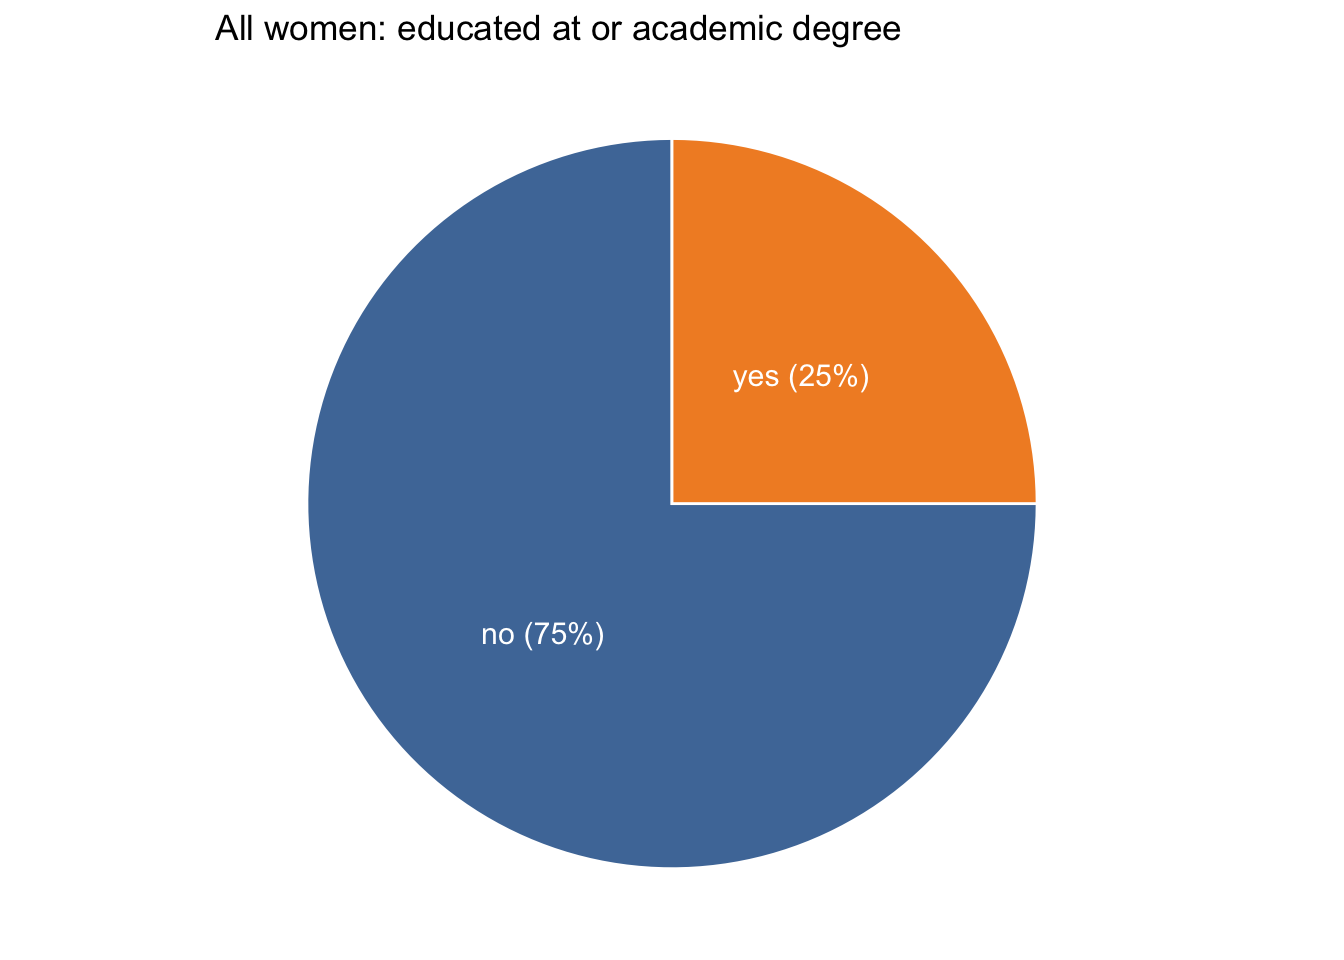 All women: educated at or academic degree
yes (25%)
no (75%)